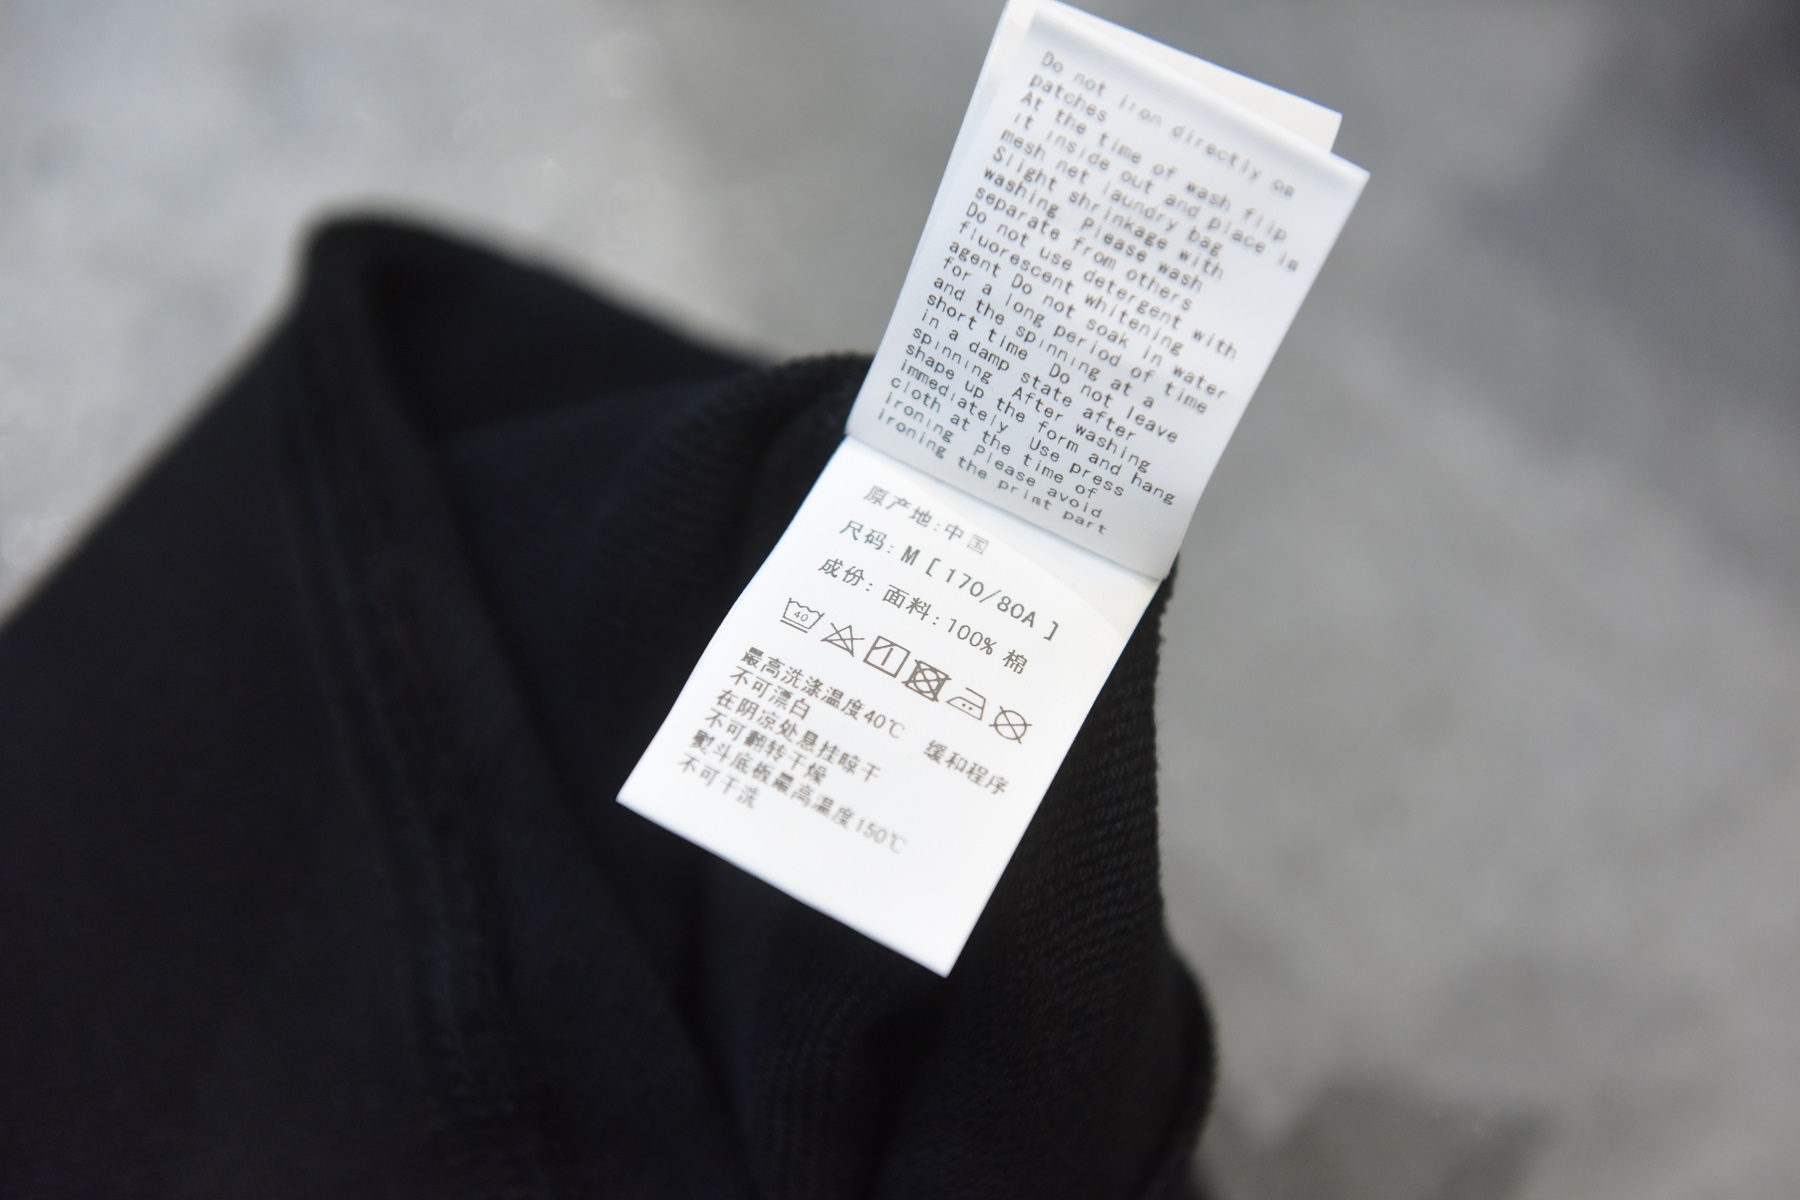 Do not iron directly on
patches
At the time of wash flip
it inside out and place in
mesh net laundry bag
Slight shrinkage with
washing Please wash
separate from others
Do not use detergent with
fluorescent whitening
agent Do not soak in water
for a long period of time
and the spinning at a
short time Do not leave
in a damp state after
spinning After washing
shape up the form and hang
immediately Use press
cloth at the time of
ironing Please avoid
ironing the print part
原产地:中国
尺码: M [ 170/80A ]
成份: 面料: 100% 棉
40
最高洗涤温度40℃ 缓和程序
不可漂白
在阴凉处悬挂晾干
不可翻转干燥
熨斗底板最高温度150℃
不可干洗